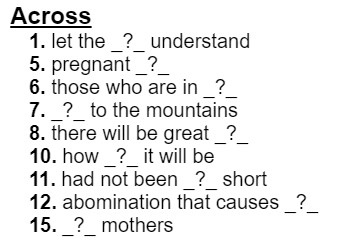 Across
1. let the _?_ understand
5. pregnant _?_
6. those who are in _?_
7. _?_ to the mountains
8. there will be great _?_
10. how _?_ it will be
11. had not been _?_ short
12. abomination that causes _?_
15. _?_ mothers